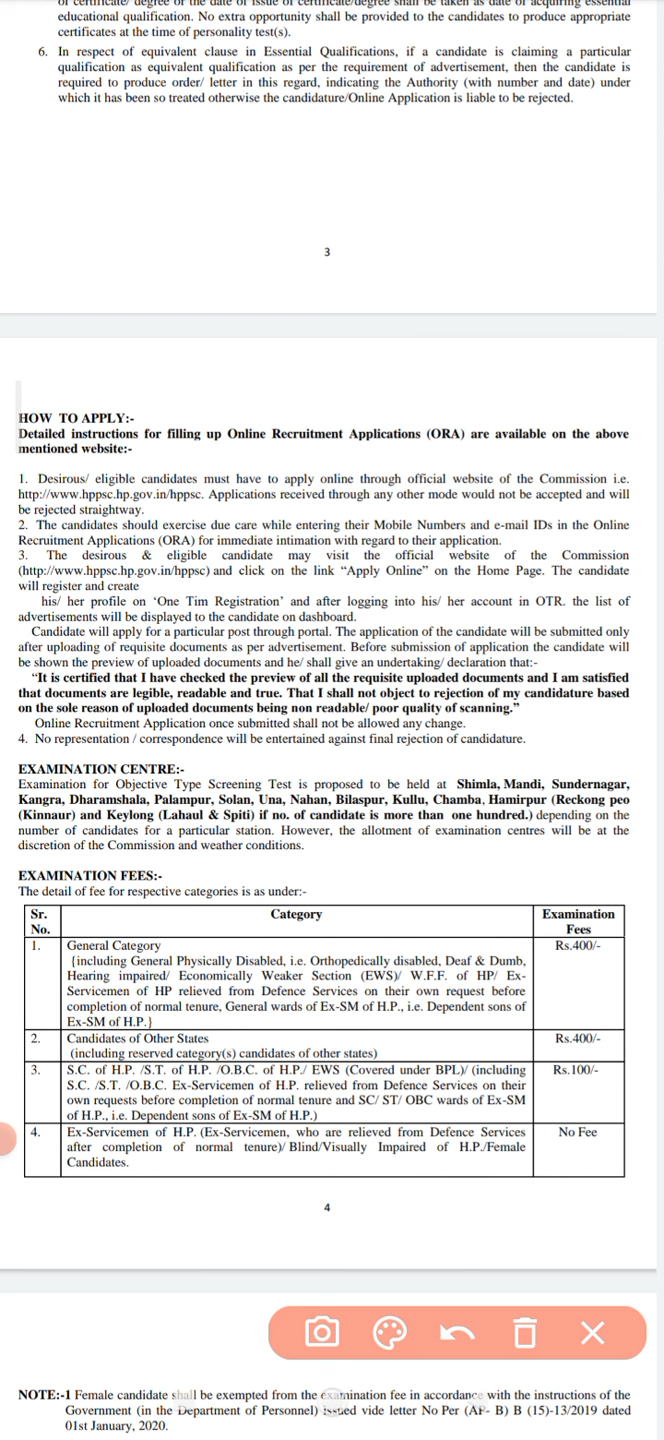 of certificate/ degree or the date of issue of certificate/degree shall be taken as date of acquiring essential
educational qualification. No extra opportunity shall be provided to the candidates to produce appropriate
certificates at the time of personality test(s).
6. In respect of equivalent clause in Essential Qualifications, if a candidate is claiming a particular
qualification as equivalent qualification as per the requirement of advertisement, then the candidate is
required to produce order/ letter in this regard, indicating the Authority (with number and date) under
which it has been so treated otherwise the candidature/Online Application is liable to be rejected.
3
HOW TO APPLY:-
Detailed instructions for filling up Online Recruitment Applications (ORA) are available on the above
mentioned website:-
1. Desirous/ eligible candidates must have to apply online through official website of the Commission i.e.
http://www.hppsc.hp.gov.in/hppsc. Applications received through any other mode would not be accepted and will
be rejected straightway.
2. The candidates should exercise due care while entering their Mobile Numbers and e-mail IDs in the Online
Recruitment Applications (ORA) for immediate intimation with regard to their application.
3. The desirous & eligible candidate may visit the official website of the Commission
(http://www.hppsc.hp.gov.in/hppsc) and click on the link “Apply Online” on the Home Page. The candidate
will register and create
his/ her profile on ‘One Tim Registration’ and after logging into his/ her account in OTR. the list of
advertisements will be displayed to the candidate on dashboard.
Candidate will apply for a particular post through portal. The application of the candidate will be submitted only
after uploading of requisite documents as per advertisement. Before submission of application the candidate will
be shown the preview of uploaded documents and he/ shall give an undertaking/ declaration that:-
“It is certified that I have checked the preview of all the requisite uploaded documents and I am satisfied
that documents are legible, readable and true. That I shall not object to rejection of my candidature based
on the sole reason of uploaded documents being non readable/ poor quality of scanning.”
Online Recruitment Application once submitted shall not be allowed any change.
4. No representation / correspondence will be entertained against final rejection of candidature.
EXAMINATION CENTRE:-
Examination for Objective Type Screening Test is proposed to be held at Shimla, Mandi, Sundernagar,
Kangra, Dharamshala, Palampur, Solan, Una, Nahan, Bilaspur, Kullu, Chamba, Hamirpur (Reckong peo
(Kinnaur) and Keylong (Lahaul & Spiti) if no. of candidate is more than one hundred.) depending on the
number of candidates for a particular station. However, the allotment of examination centres will be at the
discretion of the Commission and weather conditions.
EXAMINATION FEES:-
The detail of fee for respective categories is as under:-
Sr. Category Examination
No. Fees
1. General Category Rs.400/-
{including General Physically Disabled, i.e. Orthopedically disabled, Deaf & Dumb,
Hearing impaired/ Economically Weaker Section (EWS)/ W.F.F. of HP/ Ex-
Servicemen of HP relieved from Defence Services on their own request before
completion of normal tenure, General wards of Ex-SM of H.P., i.e. Dependent sons of
Ex-SM of H.P.}
2. Candidates of Other States Rs.400/-
(including reserved category(s) candidates of other states)
3. S.C. of H.P. /S.T. of H.P. /O.B.C. of H.P./ EWS (Covered under BPL)/ (including Rs.100/-
S.C. /S.T. /O.B.C. Ex-Servicemen of H.P. relieved from Defence Services on their
own requests before completion of normal tenure and SC/ ST/ OBC wards of Ex-SM
of H.P., i.e. Dependent sons of Ex-SM of H.P.)
4. Ex-Servicemen of H.P. (Ex-Servicemen, who are relieved from Defence Services No Fee
after completion of normal tenure)/ Blind/Visually Impaired of H.P./Female
Candidates.
4
NOTE:-1 Female candidate shall be exempted from the examination fee in accordance with the instructions of the
Government (in the Department of Personnel) issued vide letter No Per (AP- B) B (15)-13/2019 dated
01st January, 2020.